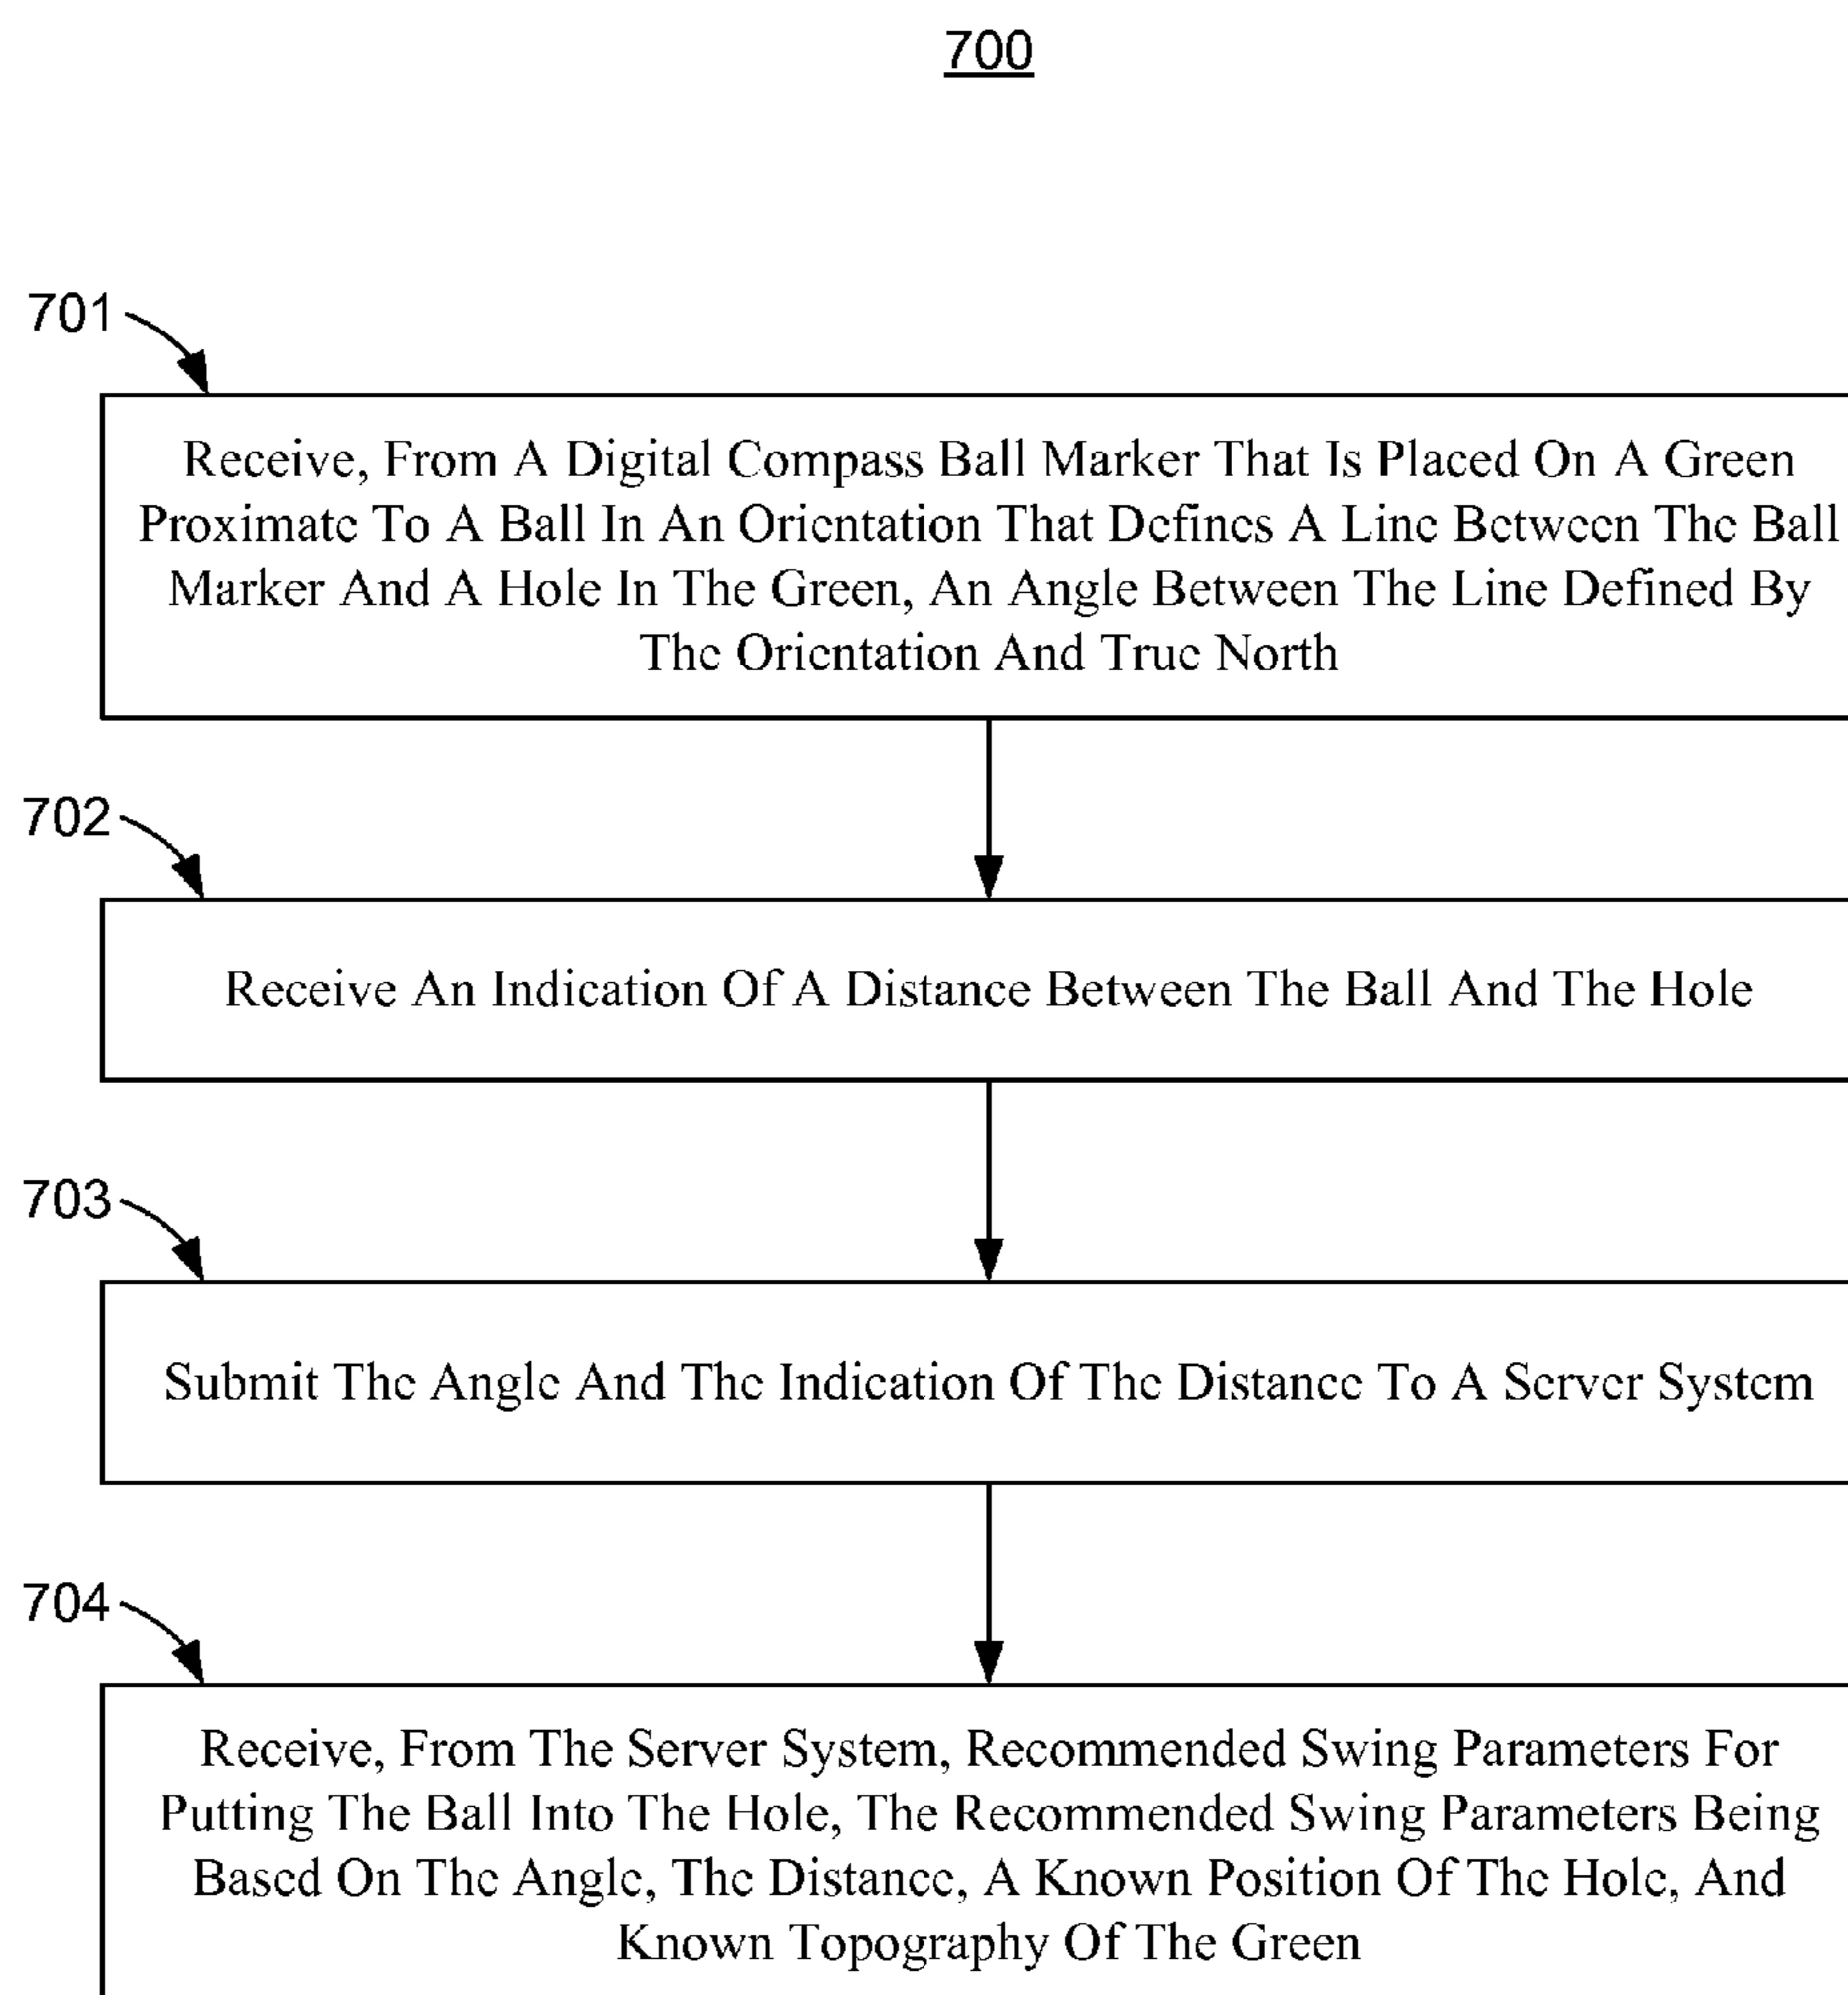 700
701
Receive, From A Digital Compass Ball Marker That Is Placed On A Green
Proximate To A Ball In An Orientation That Defines A Line Between The Ball
Marker And A Hole In The Green, An Angle Between The Line Defined By
The Orientation And True North
702
Receive An Indication Of A Distance Between The Ball And The Hole
703
Submit The Angle And The Indication Of The Distance To A Server System
704
Receive, From The Server System, Recommended Swing Parameters For
Putting The Ball Into The Hole, The Recommended Swing Parameters Being
Based On The Angle, The Distance, A Known Position Of The Hole, And
Known Topography Of The Green